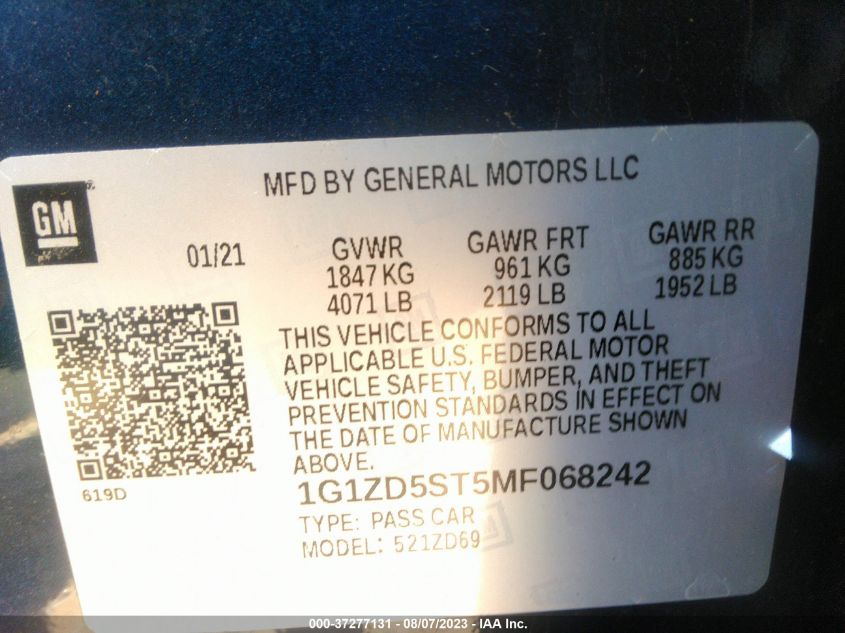 MFD BY GENERAL MOTORS LLC
GM
01/21
GVWR
1847 KG
4071 LB
GAWR FRT
961 KG
2119 LB
GAWR RR
885 KG
1952 LB
THIS VEHICLE CONFORMS TO ALL
APPLICABLE U.S. FEDERAL MOTOR
VEHICLE SAFETY, BUMPER, AND THEFT
PREVENTION STANDARDS IN EFFECT ON
THE DATE OF MANUFACTURE SHOWN
ABOVE.
619D
1G1ZD5ST5MF068242
TYPE: PASS CAR
MODEL: 521ZD69
000-37277131 - 08/07/2023 - IAA Inc.